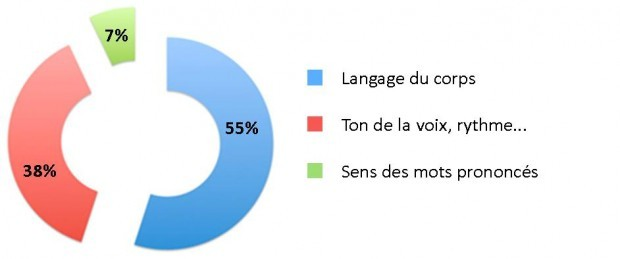 7%
Langage du corps
Ton de la voix, rythme...
55%
38%
Sens des mots prononcés